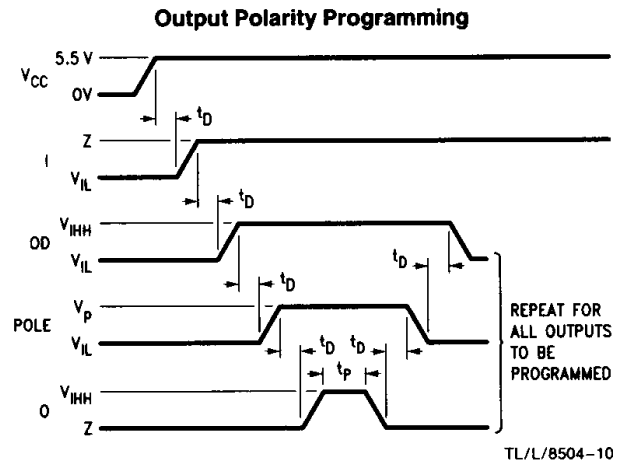 Output Polarity Programming
5.5 V
VCC
0V
tD
Z
I
VIL
tD
VIHH
OD
VIL
tD
tD
VP
POLE
VIL
REPEAT FOR
ALL OUTPUTS
TO BE
PROGRAMMED
tD
tD
tP
VIHH
O
Z
TL/L/8504–10